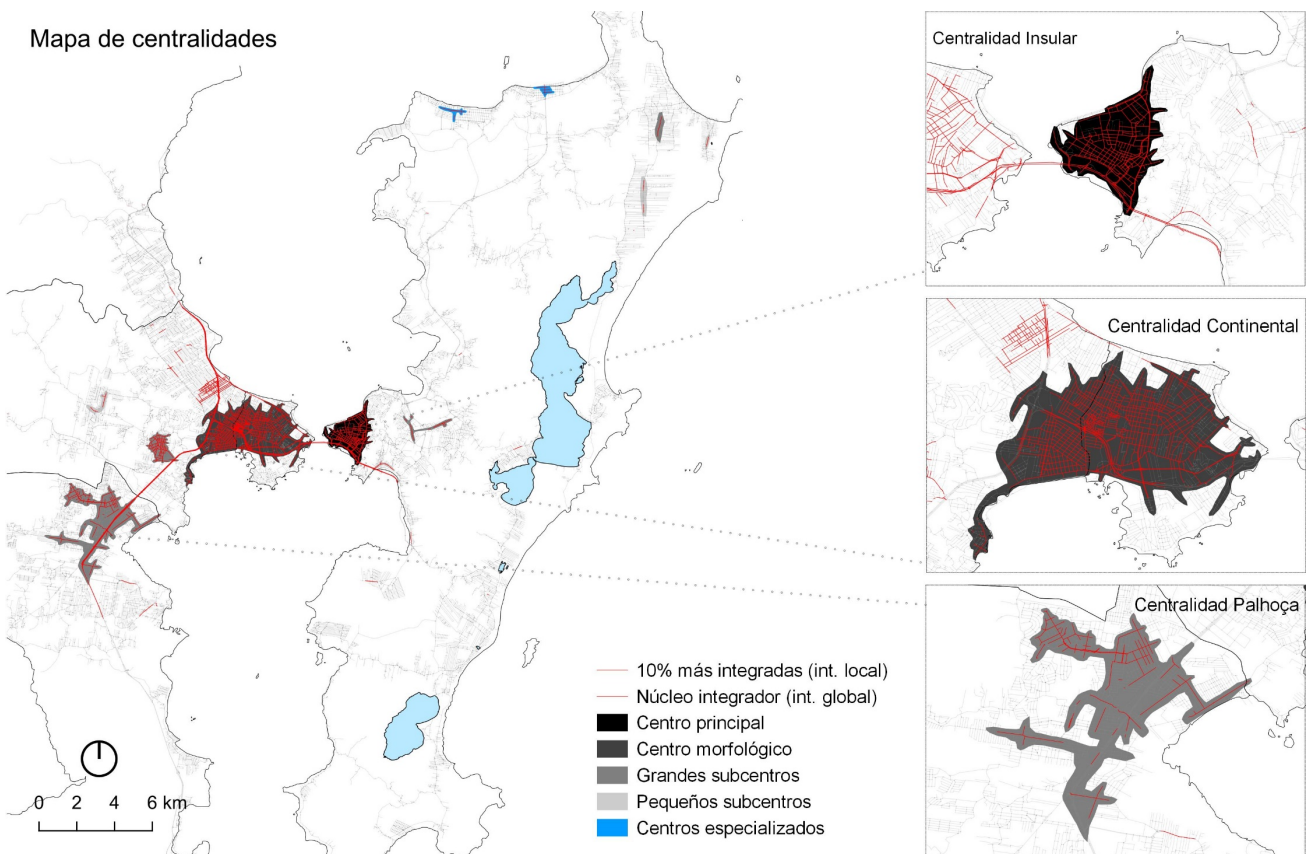 Mapa de centralidades
Centralidad Insular
Centralidad Continental
Centralidad Palhoça
10% más integradas (int. local)
Núcleo integrador (int. global)
Centro principal
Centro morfológico
Grandes subcentros
Pequeños subcentros
Centros especializados
0 2 4 6 km